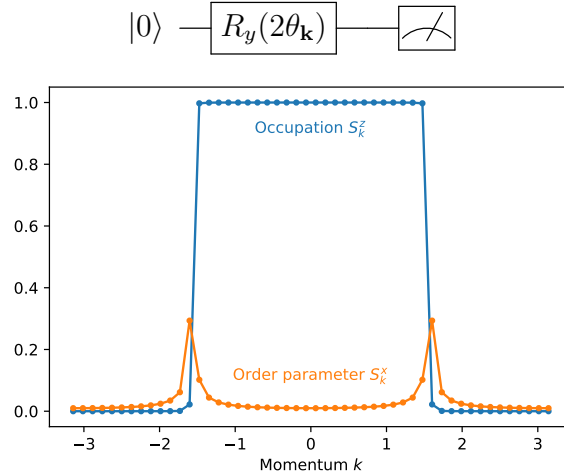 |0⟩ R_y(2θ_𝐤)
1.0
0.8
0.6
0.4
0.2
0.0
Occupation S_k^z
Order parameter S_k^x
−3 −2 −1 0 1 2 3
Momentum k